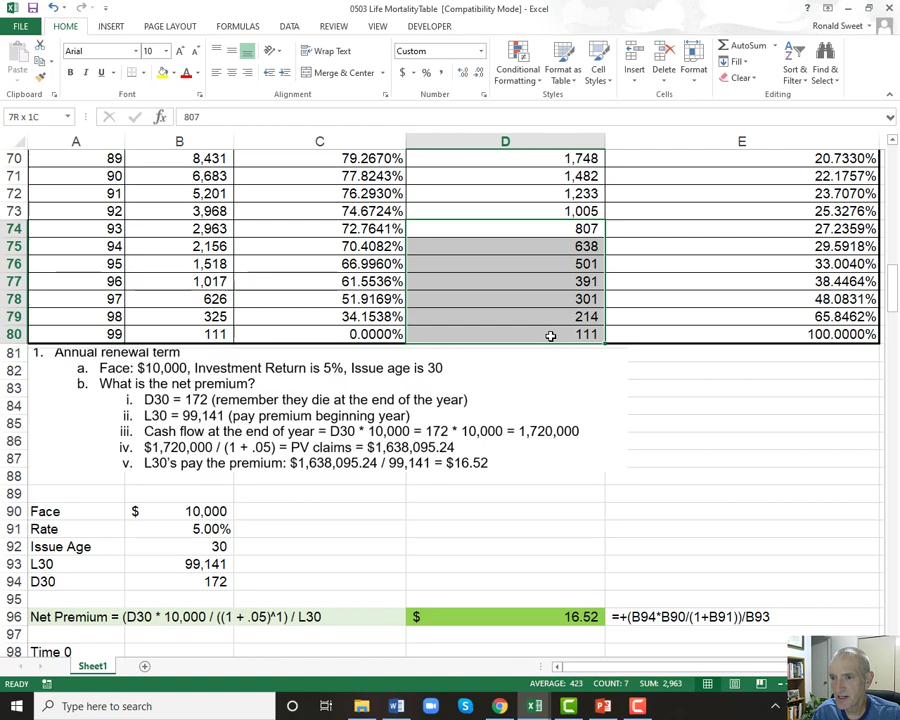 0503 Life MortalityTable [Compatibility Mode] - Excel
FILE HOME INSERT PAGE LAYOUT FORMULAS DATA REVIEW VIEW DEVELOPER Ronald Sweet
Paste Arial 10 Wrap Text Custom AutoSum
B I U Merge & Center $ % Conditional Formatting Format as Table Cell Styles Insert Delete Format Fill Clear Sort & Filter Find & Select
Clipboard Font Alignment Number Styles Cells Editing
7R x 1C 807
A B C D E
70 89 8,431 79.2670% 1,748 20.7330%
71 90 6,683 77.8243% 1,482 22.1757%
72 91 5,201 76.2930% 1,233 23.7070%
73 92 3,968 74.6724% 1,005 25.3276%
74 93 2,963 72.7641% 807 27.2359%
75 94 2,156 70.4082% 638 29.5918%
76 95 1,518 66.9960% 501 33.0040%
77 96 1,017 61.5536% 391 38.4464%
78 97 626 51.9169% 301 48.0831%
79 98 325 34.1538% 214 65.8462%
80 99 111 0.0000% 111 100.0000%
81 1. Annual renewal term
82 a. Face: $10,000, Investment Return is 5%, Issue age is 30
83 b. What is the net premium?
84 i. D30 = 172 (remember they die at the end of the year)
85 ii. L30 = 99,141 (pay premium beginning year)
86 iii. Cash flow at the end of year = D30 * 10,000 = 172 * 10,000 = 1,720,000
87 iv. $1,720,000 / (1 + .05) = PV claims = $1,638,095.24
v. L30's pay the premium: $1,638,095.24 / 99,141 = $16.52
88
89
90 Face $ 10,000
91 Rate 5.00%
92 Issue Age 30
93 L30 99,141
94 D30 172
95
96 Net Premium = (D30 * 10,000 / ((1 + .05)^1) / L30 $ 16.52 =+(B94*B90/(1+B91))/B93
97
98 Time 0
Sheet1
READY AVERAGE: 423 COUNT: 7 SUM: 2,963
Type here to search